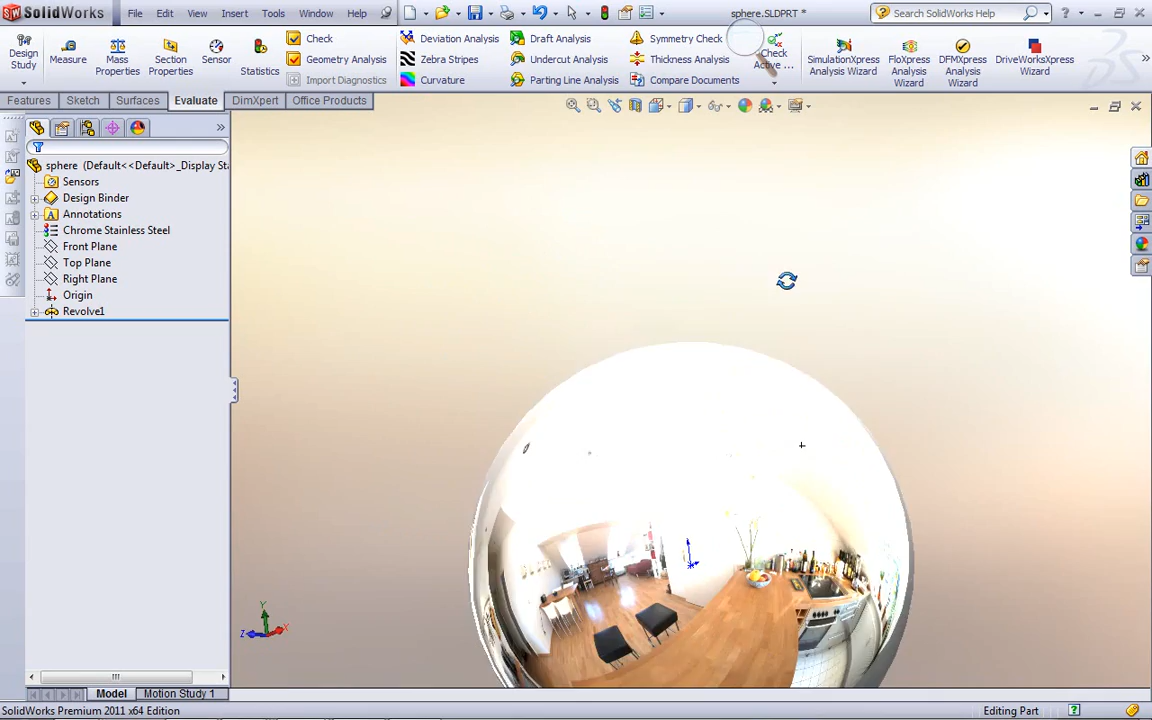 SolidWorks File Edit View Insert Tools Window Help sphere.SLDPRT * Search SolidWorks Help
Design Study
Measure
Mass Properties
Section Properties
Sensor
Statistics
Check
Geometry Analysis
Import Diagnostics
Deviation Analysis
Zebra Stripes
Curvature
Draft Analysis
Undercut Analysis
Parting Line Analysis
Symmetry Check
Thickness Analysis
Compare Documents
Check Active ...
SimulationXpress Analysis Wizard
FloXpress Analysis Wizard
DFMXpress Analysis Wizard
DriveWorksXpress Wizard
Features Sketch Surfaces Evaluate DimXpert Office Products
sphere (Default<<Default>_Display Sta
Sensors
Design Binder
Annotations
Chrome Stainless Steel
Front Plane
Top Plane
Right Plane
Origin
Revolve1
Y
Z X
Model Motion Study 1
SolidWorks Premium 2011 x64 Edition Editing Part